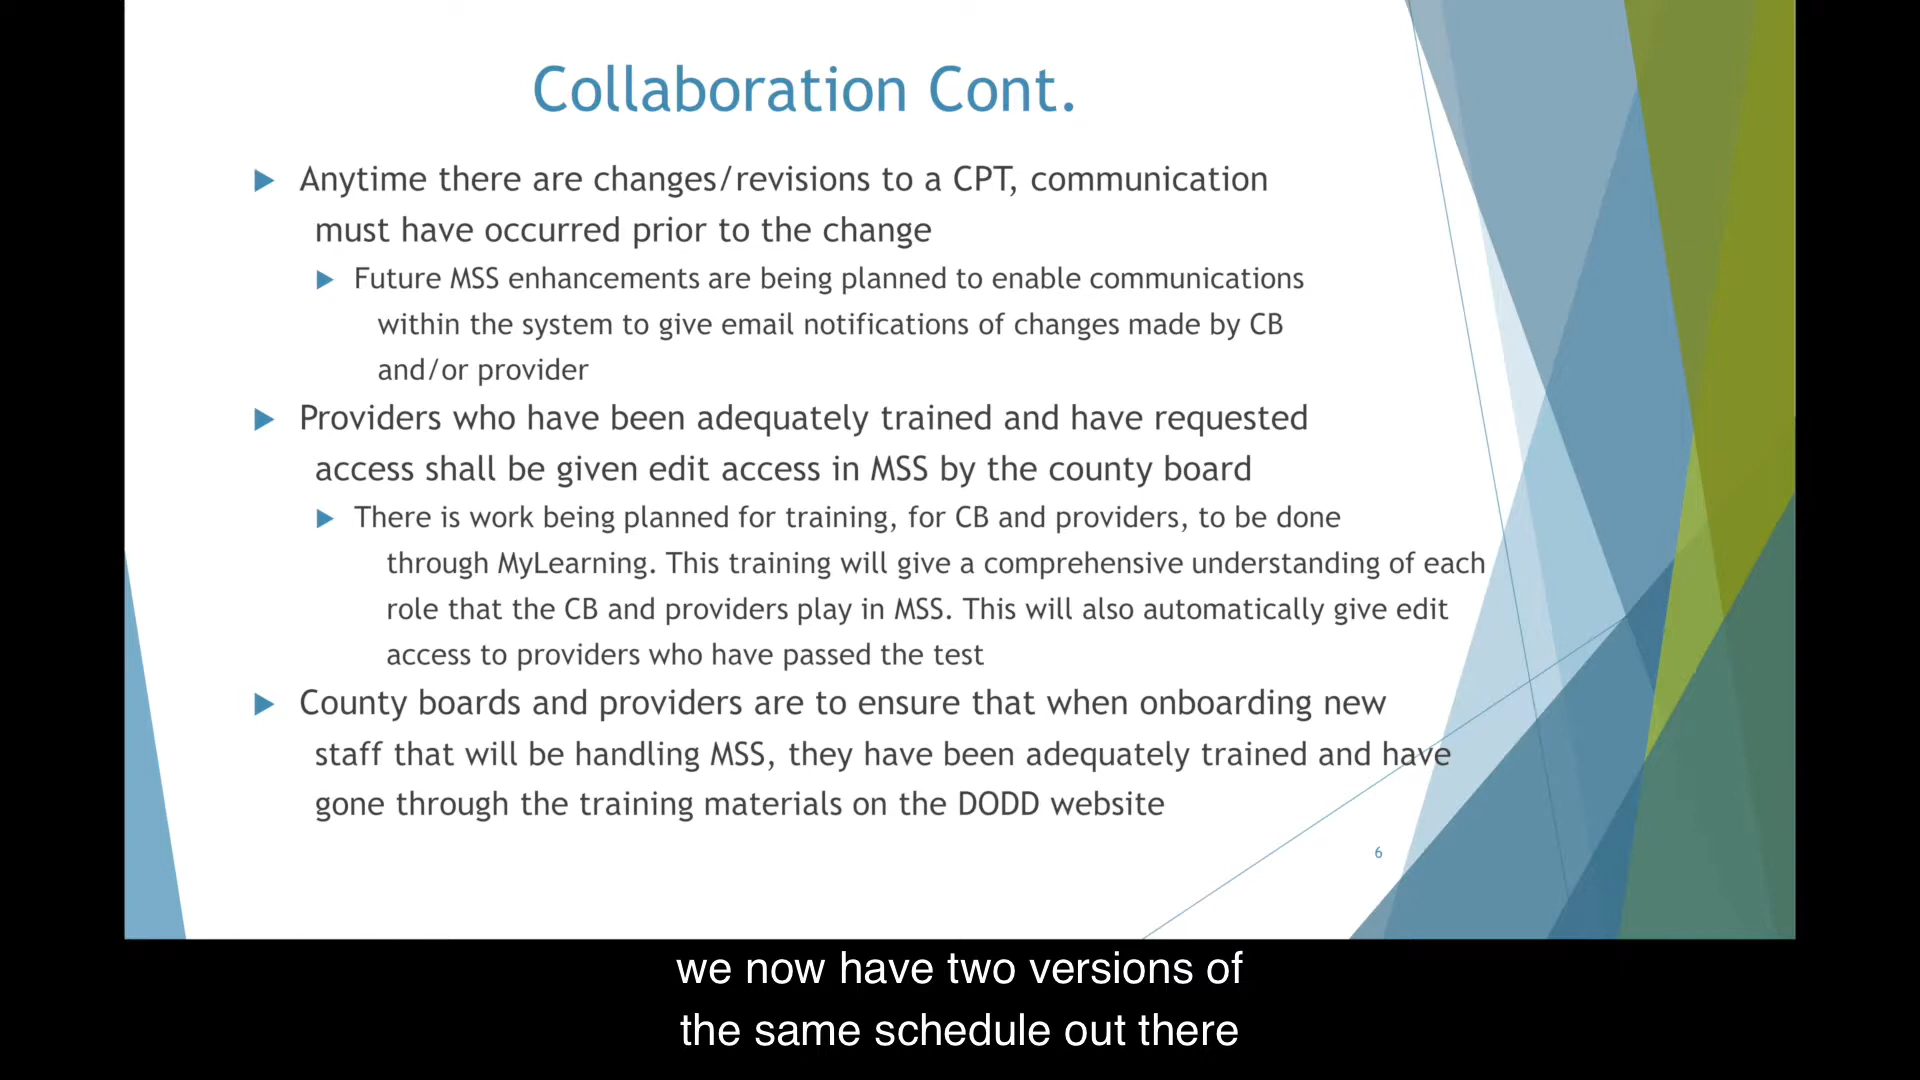 Collaboration Cont.
Anytime there are changes/revisions to a CPT, communication
must have occurred prior to the change
Future MSS enhancements are being planned to enable communications
within the system to give email notifications of changes made by CB
and/or provider
Providers who have been adequately trained and have requested
access shall be given edit access in MSS by the county board
There is work being planned for training, for CB and providers, to be done
through MyLearning. This training will give a comprehensive understanding of each
role that the CB and providers play in MSS. This will also automatically give edit
access to providers who have passed the test
County boards and providers are to ensure that when onboarding new
staff that will be handling MSS, they have been adequately trained and have
gone through the training materials on the DODD website
6
we now have two versions of
the same schedule out there